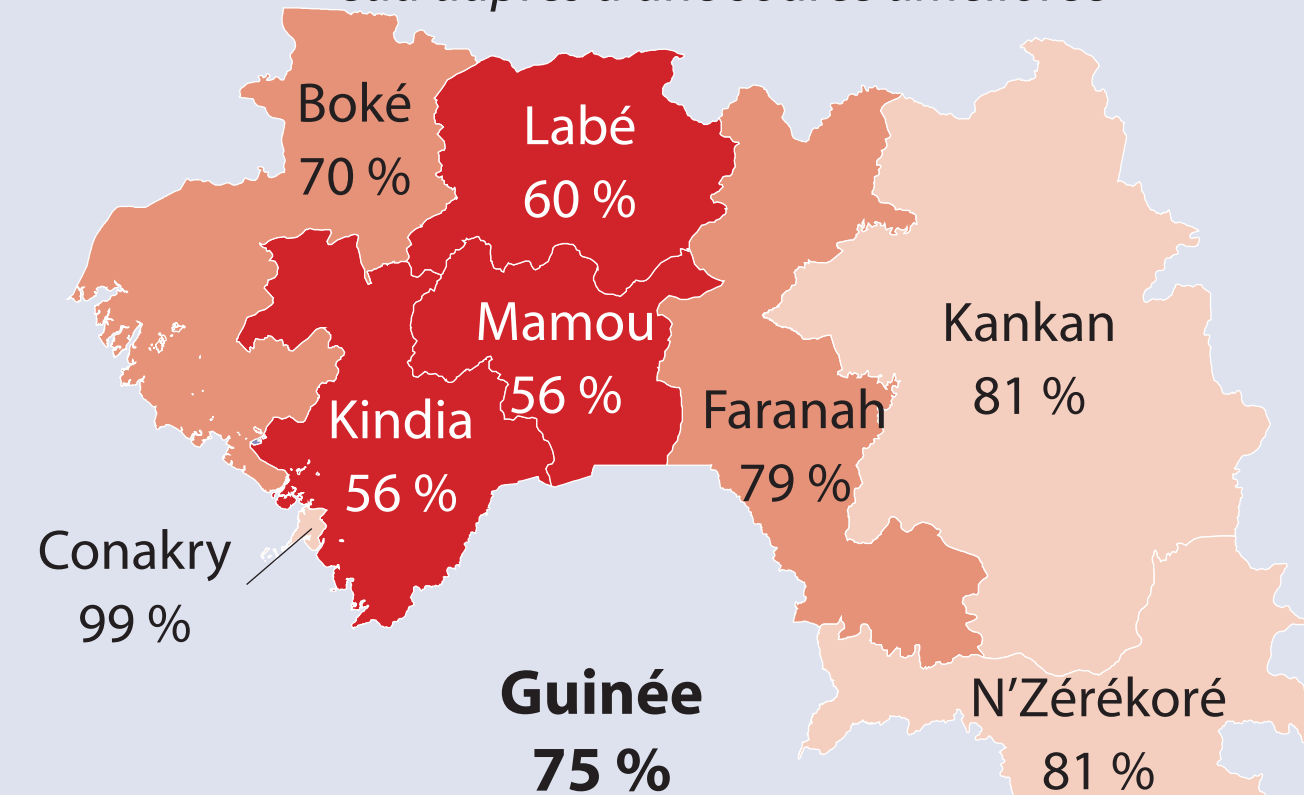 Boké
70 %
Labé
60 %
Mamou
56 %
Kankan
81 %
Kindia
56 %
Faranah
79 %
Conakry
99 %
Guinée
75 %
N’Zérékoré
81 %